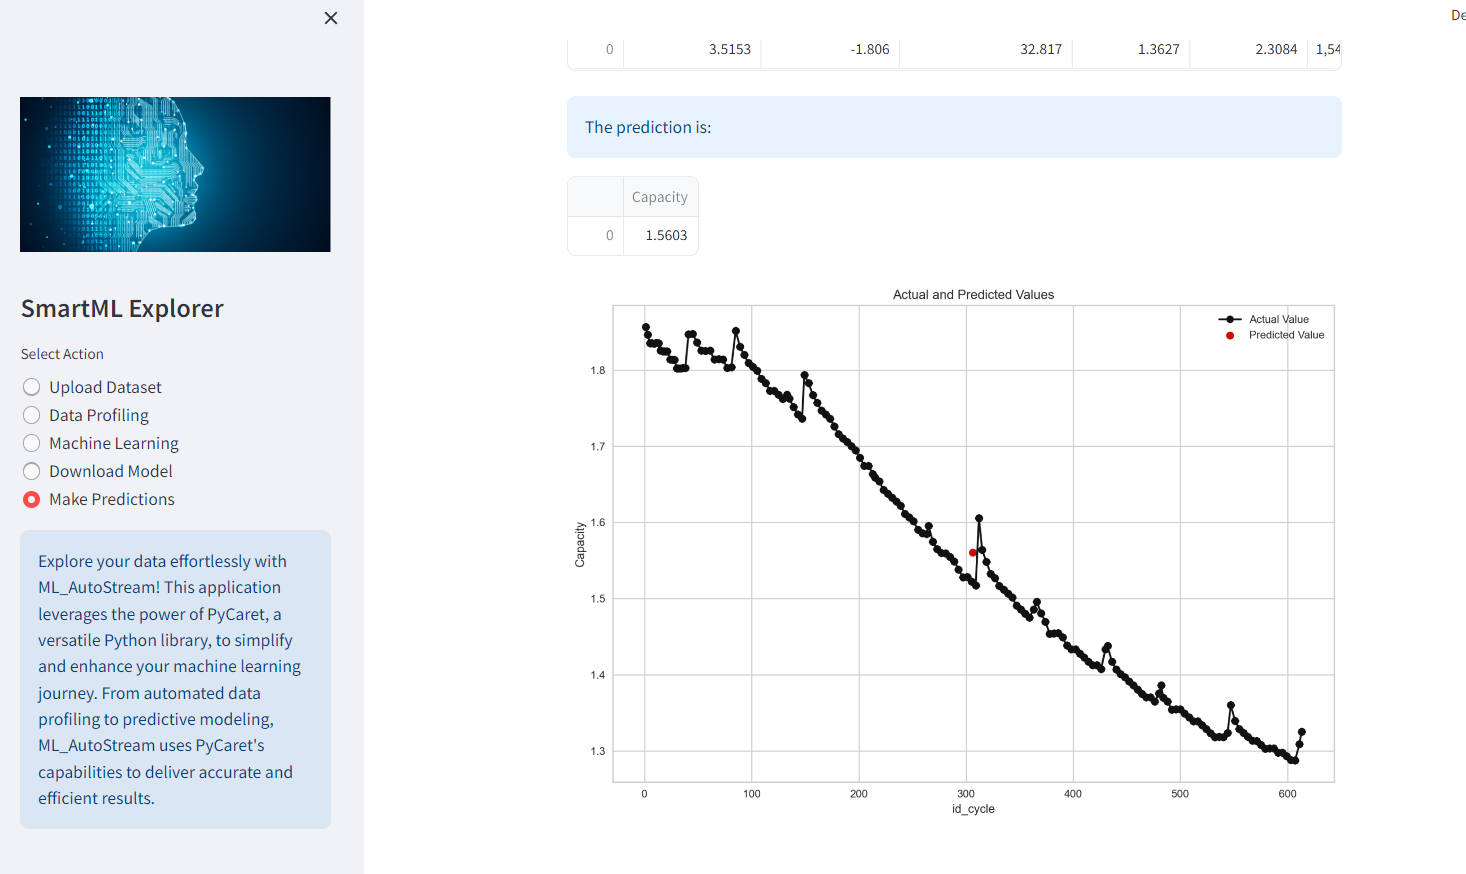 De
0 3.5153 -1.806 32.817 1.3627 2.3084 1,54
The prediction is:
Capacity
0 1.5603
SmartML Explorer
Select Action
Upload Dataset
Data Profiling
Machine Learning
Download Model
Make Predictions
Explore your data effortlessly with
ML_AutoStream! This application
leverages the power of PyCaret, a
versatile Python library, to simplify
and enhance your machine learning
journey. From automated data
profiling to predictive modeling,
ML_AutoStream uses PyCaret's
capabilities to deliver accurate and
efficient results.
Actual and Predicted Values
Actual Value
Predicted Value
Capacity
1.8
1.7
1.6
1.5
1.4
1.3
0 100 200 300 400 500 600
id_cycle